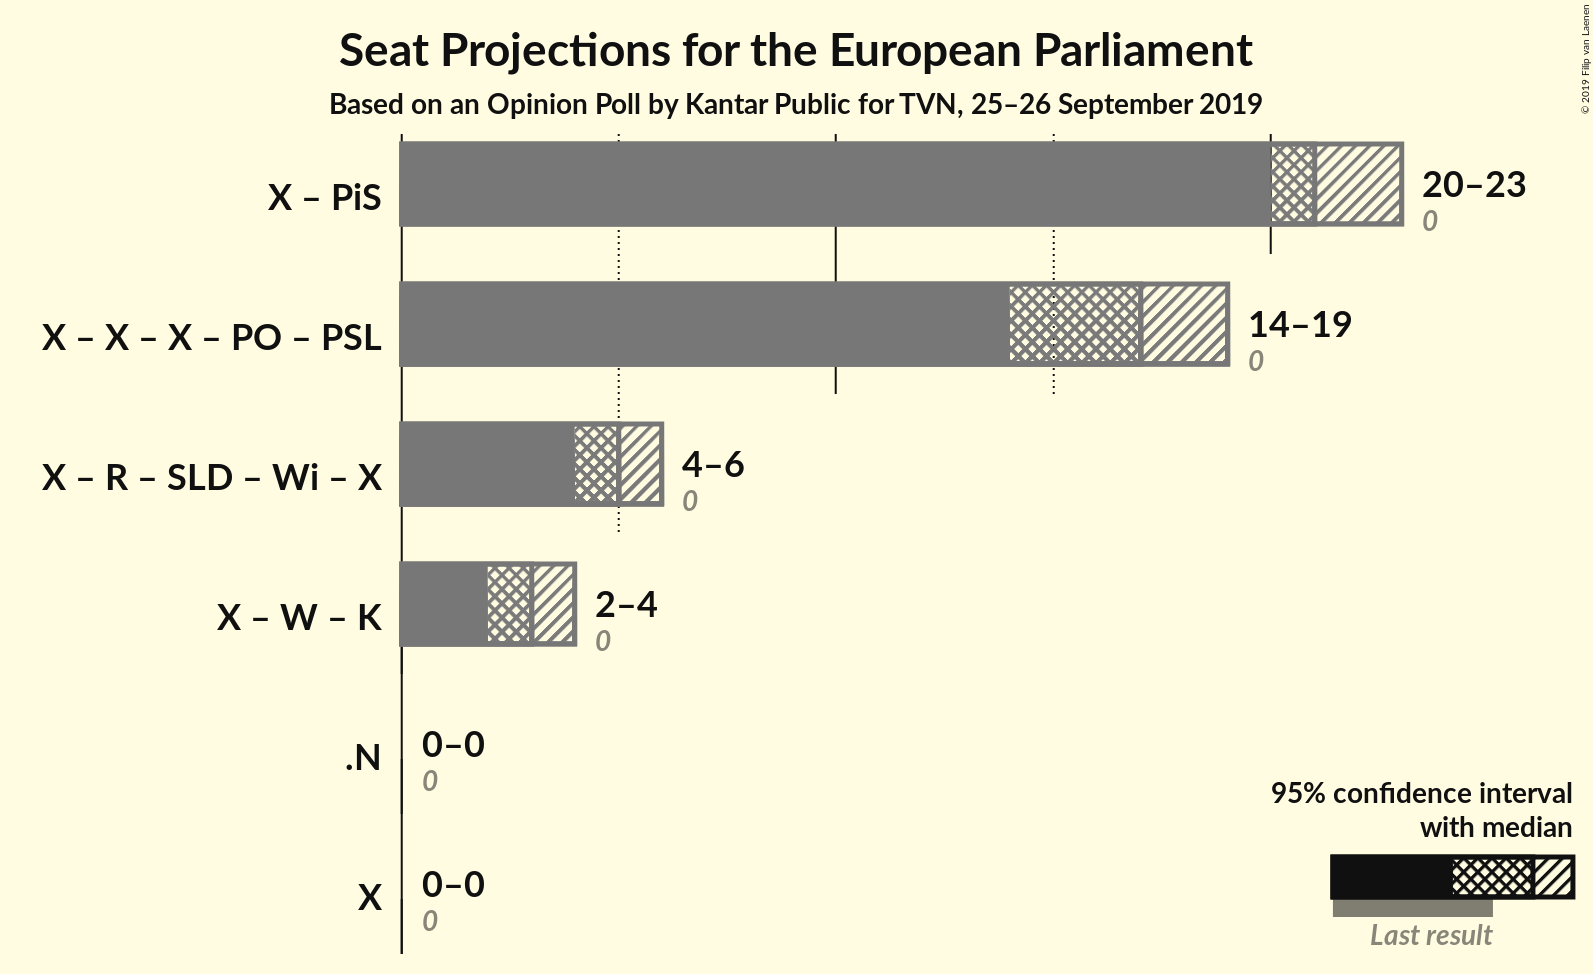 Seat Projections for the European Parliament
Based on an Opinion Poll by Kantar Public for TVN, 25–26 September 2019
© 2019 Filip van Laenen
X – PiS
20–23
0
X – X – X – PO – PSL
14–19
0
X – R – SLD – Wi – X
4–6
0
X – W – K
2–4
0
.N
0–0
0
X
0–0
0
95% confidence interval
with median
Last result